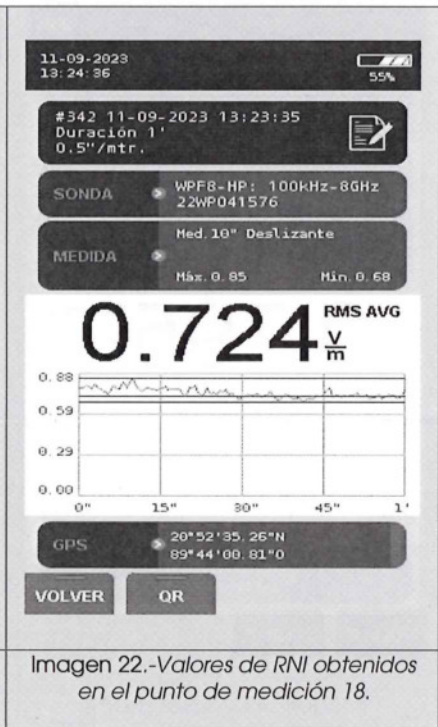 11-09-2023
13:24:36
55%
#342 11-09-2023 13:23:35
Duración 1'
0.5"/mtr.
SONDA
WPF8-HP: 100kHz-8GHz
22WP041576
MEDIDA
Med.10" Deslizante
Máx. 0.85 Mín. 0.68
0.724 RMS AVG V/m
0.88
0.59
0.29
0.00
0" 15" 30" 45" 1'
GPS
20°52'35.26"N
89°44'00.81"O
VOLVER QR
Imagen 22.-Valores de RNI obtenidos
en el punto de medición 18.